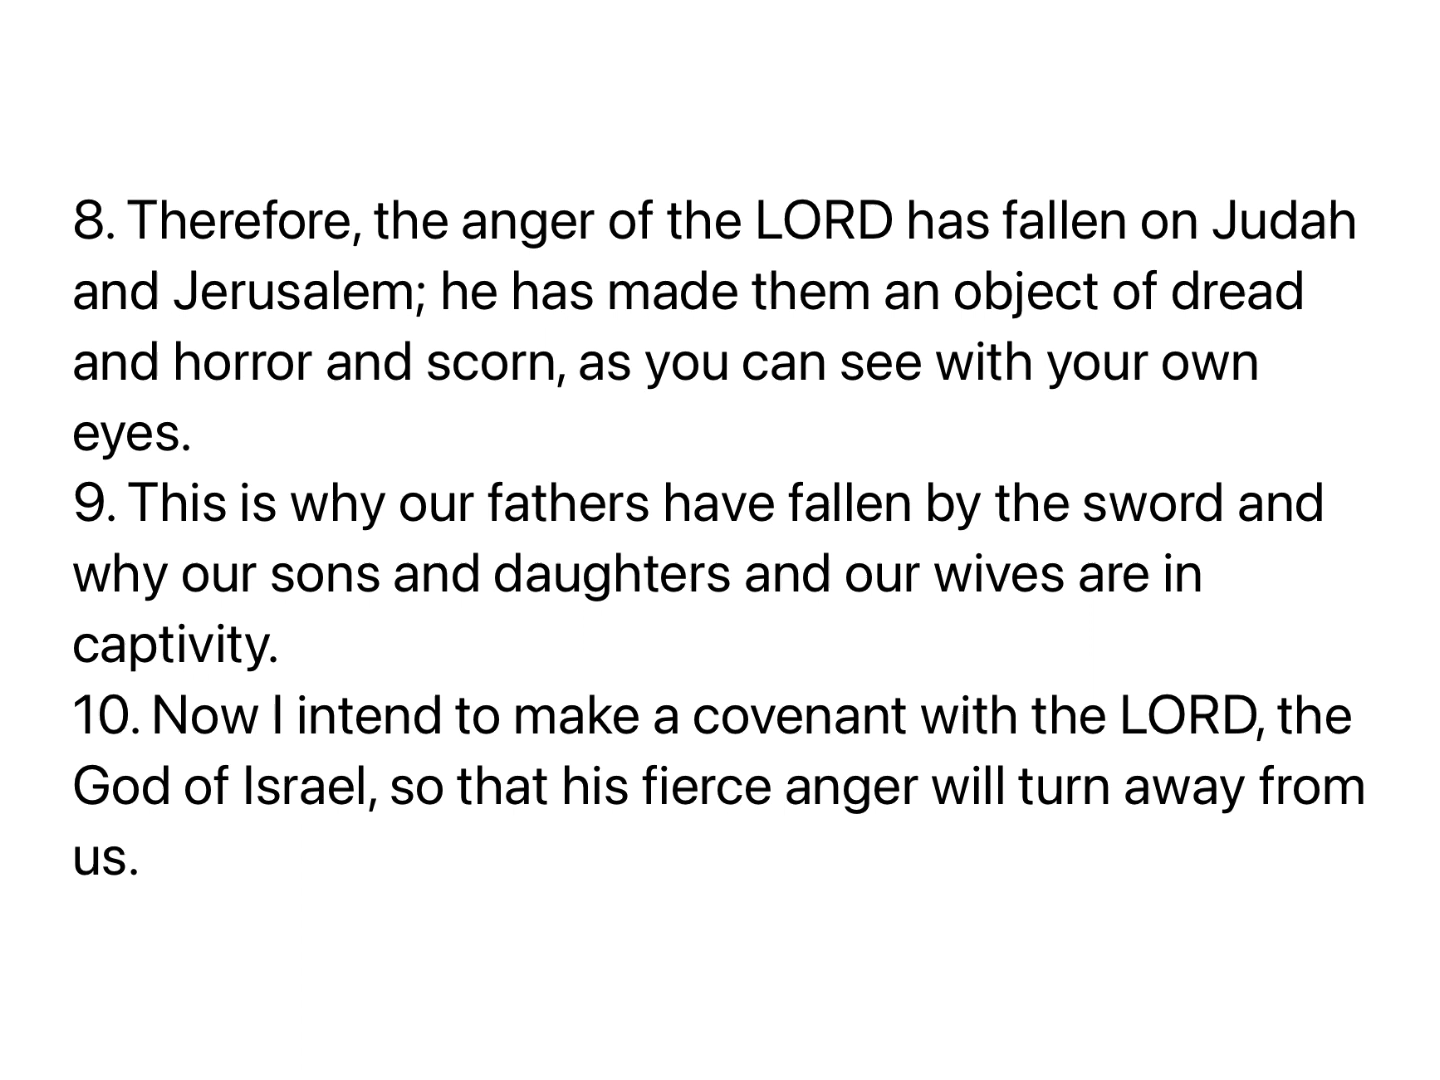 8. Therefore, the anger of the LORD has fallen on Judah
and Jerusalem; he has made them an object of dread
and horror and scorn, as you can see with your own
eyes.
9. This is why our fathers have fallen by the sword and
why our sons and daughters and our wives are in
captivity.
10. Now I intend to make a covenant with the LORD, the
God of Israel, so that his fierce anger will turn away from
us.